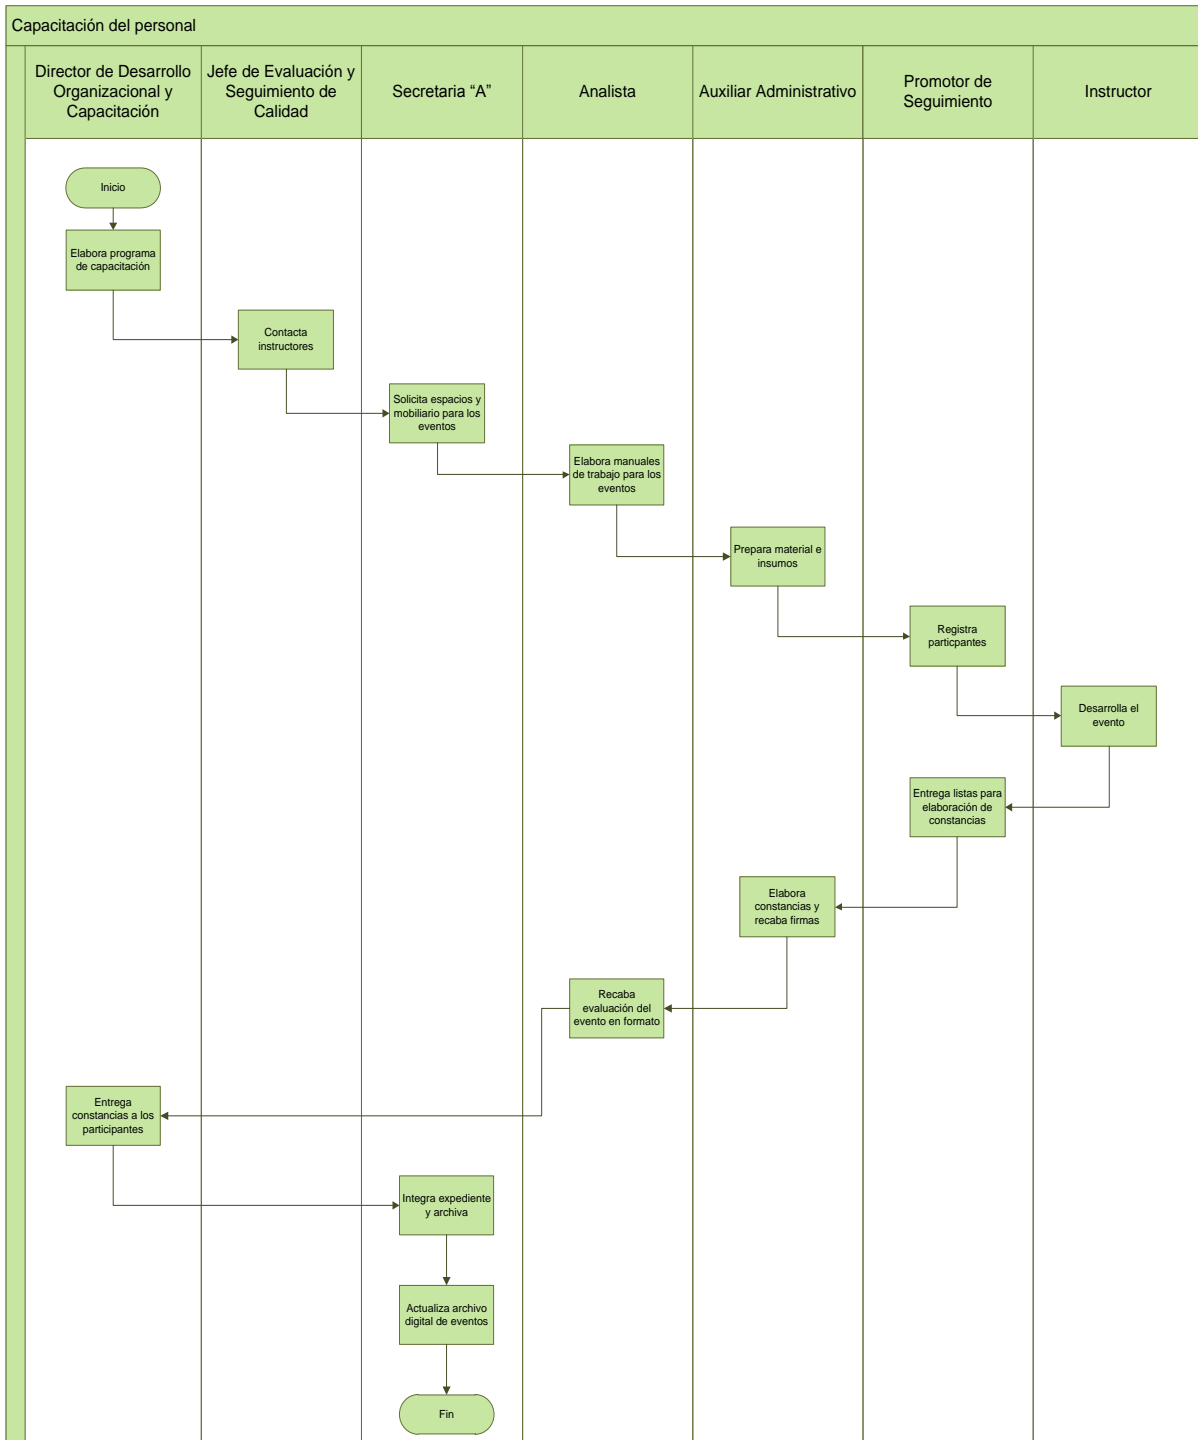 Capacitación del personal
Director de Desarrollo
Organizacional y
Capacitación
Jefe de Evaluación y
Seguimiento de
Calidad
Secretaria “A”
Analista
Auxiliar Administrativo
Promotor de
Seguimiento
Instructor
Inicio
Elabora programa
de capacitación
Contacta
instructores
Solicita espacios y
mobiliario para los
eventos
Elabora manuales
de trabajo para los
eventos
Prepara material e
insumos
Registra
particpantes
Desarrolla el
evento
Entrega listas para
elaboración de
constancias
Elabora
constancias y
recaba firmas
Recaba
evaluación del
evento en formato
Entrega
constancias a los
participantes
Integra expediente
y archiva
Actualiza archivo
digital de eventos
Fin